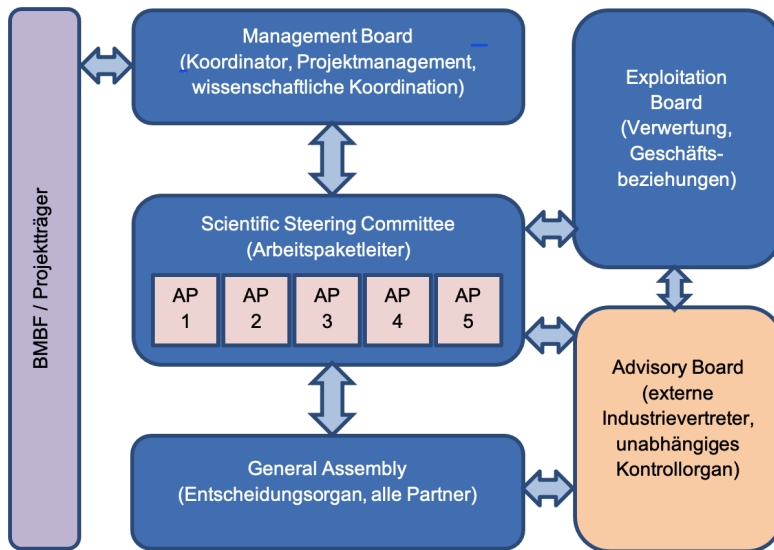 BMBF / Projektträger
Management Board
(Koordinator, Projektmanagement,
wissenschaftliche Koordination)
Scientific Steering Committee
(Arbeitspaketleiter)
AP
1
AP
2
AP
3
AP
4
AP
5
General Assembly
(Entscheidungsorgan, alle Partner)
Exploitation
Board
(Verwertung,
Geschäfts-
beziehungen)
Advisory Board
(externe
Industrievertreter,
unabhängiges
Kontrollorgan)